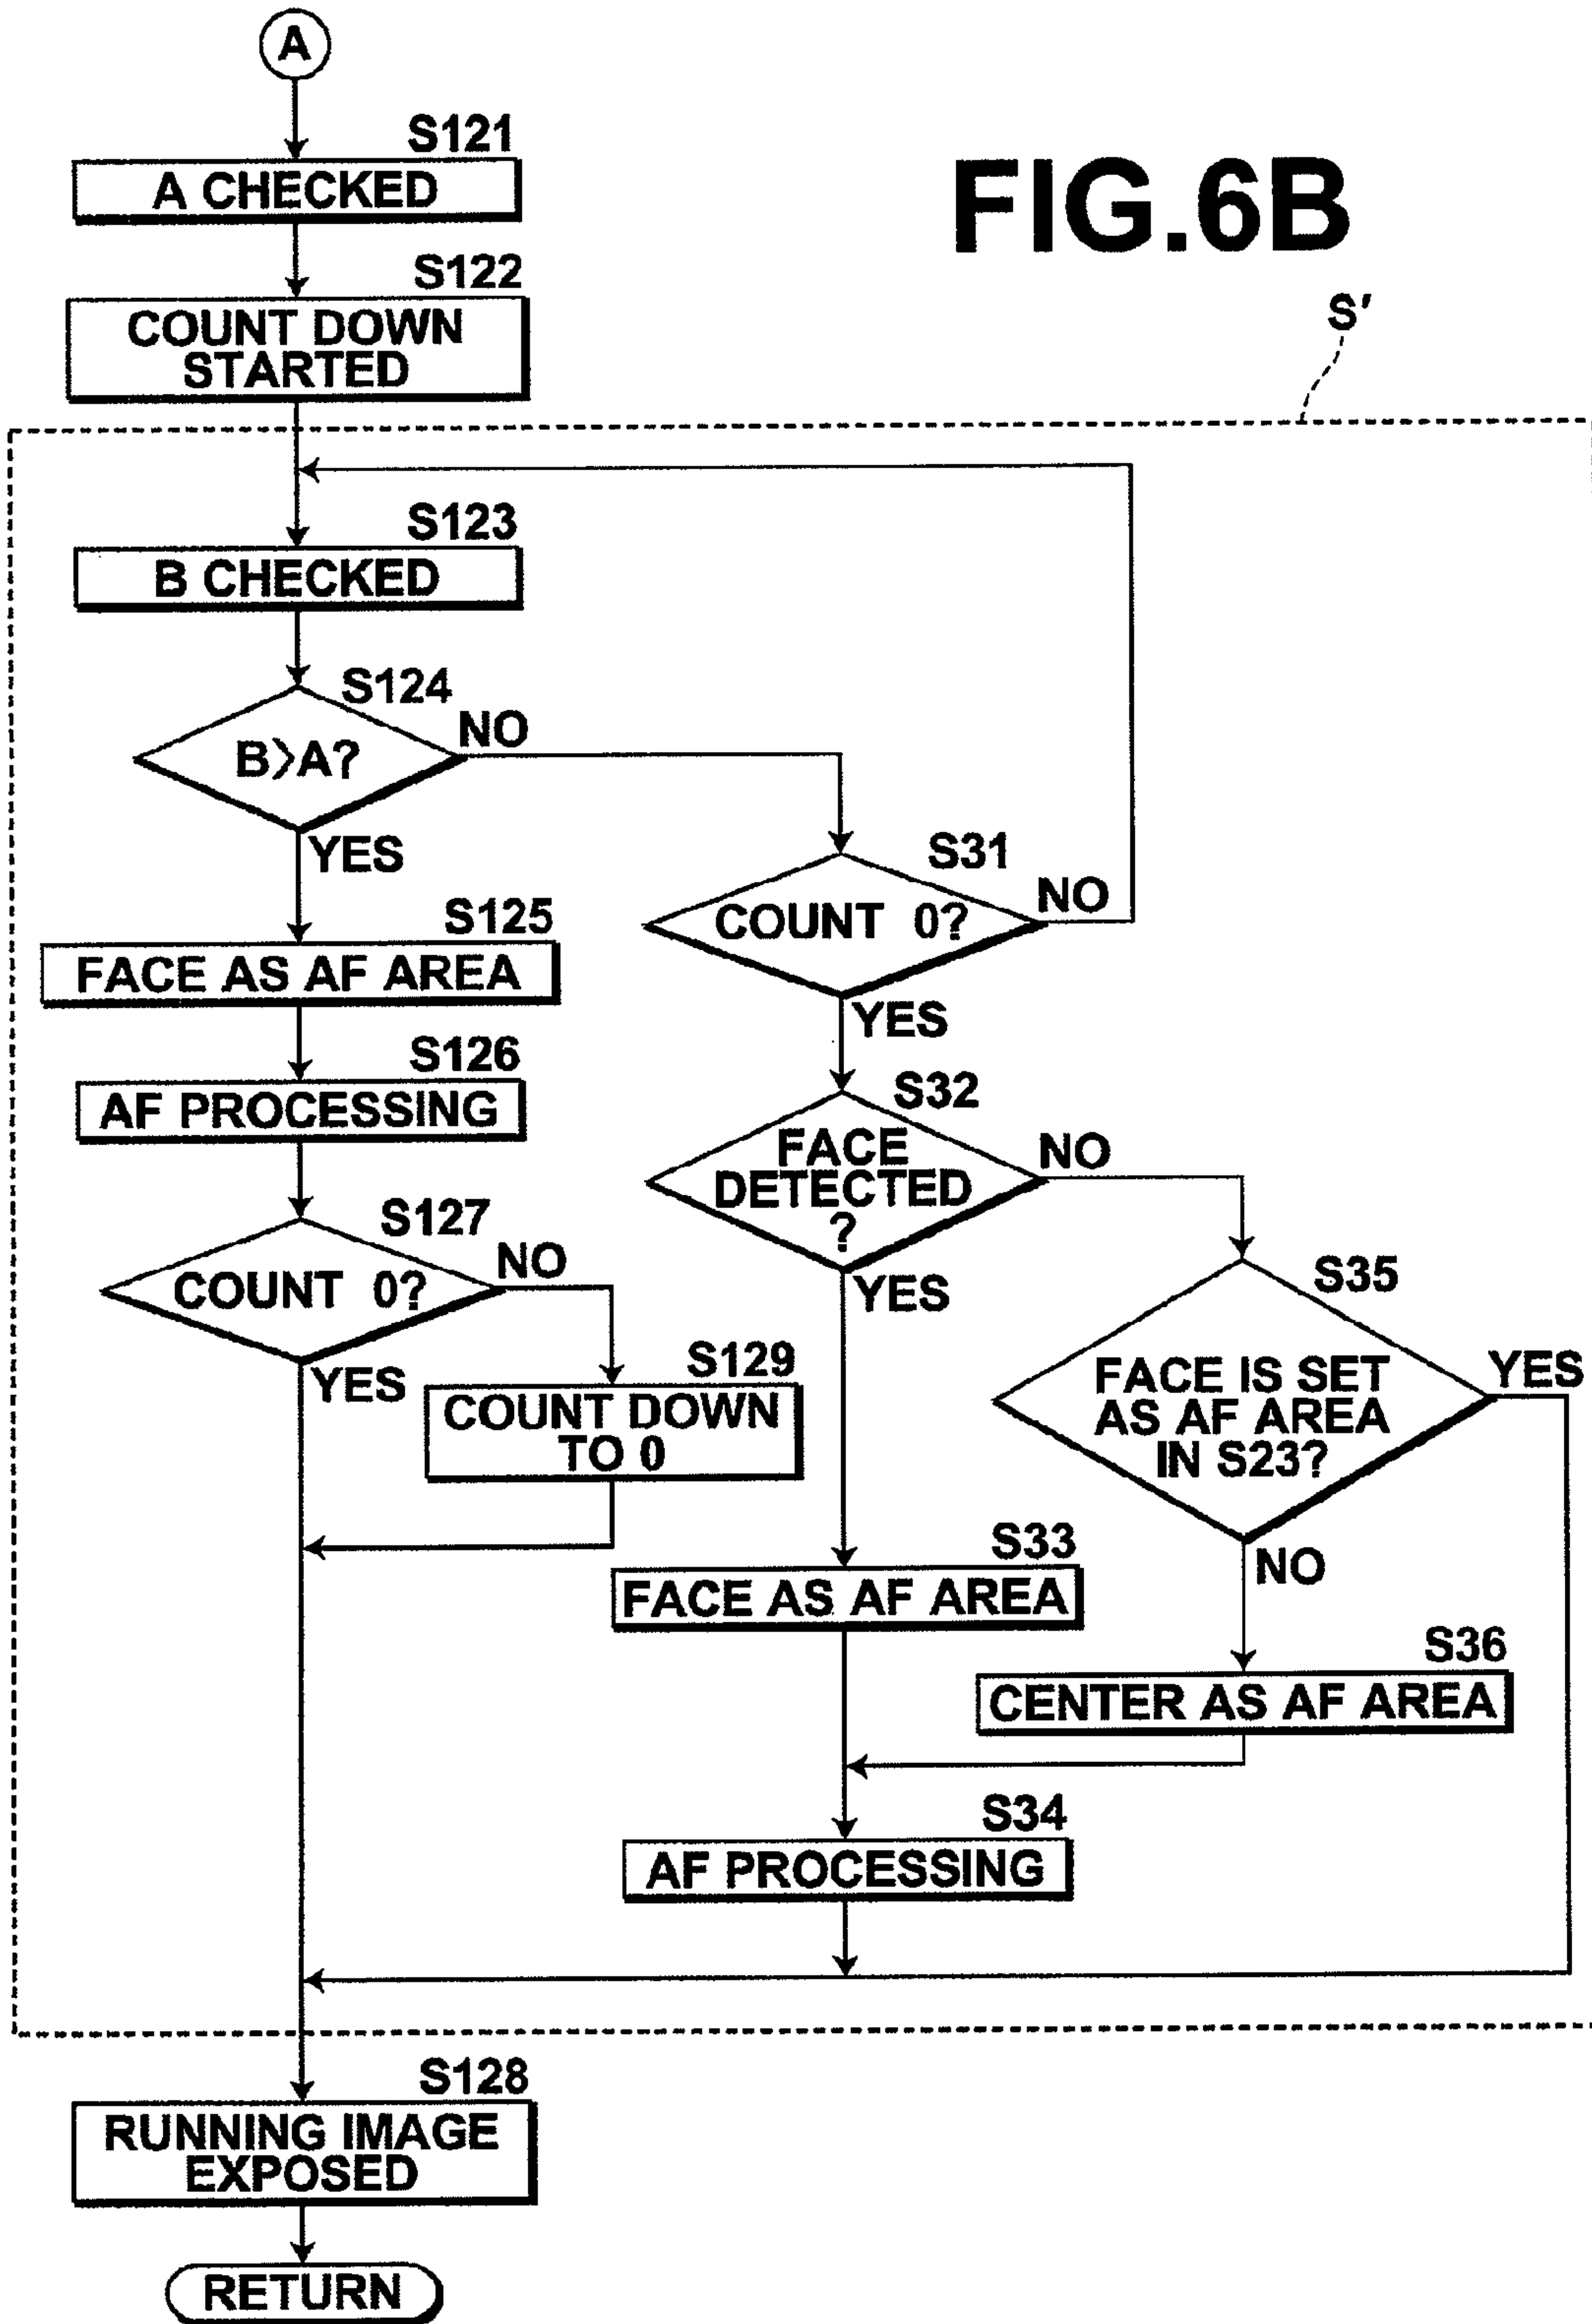 A
S121
A CHECKED
FIG.6B
S122
COUNT DOWN
STARTED
S'
S123
B CHECKED
S124
B>A?
NO
YES
S31
COUNT 0?
NO
YES
S125
FACE AS AF AREA
S126
AF PROCESSING
S32
FACE
DETECTED
?
NO
YES
S127
COUNT 0?
NO
YES
S129
COUNT DOWN
TO 0
S35
FACE IS SET
AS AF AREA
IN S23?
YES
NO
S33
FACE AS AF AREA
S36
CENTER AS AF AREA
S34
AF PROCESSING
S128
RUNNING IMAGE
EXPOSED
RETURN